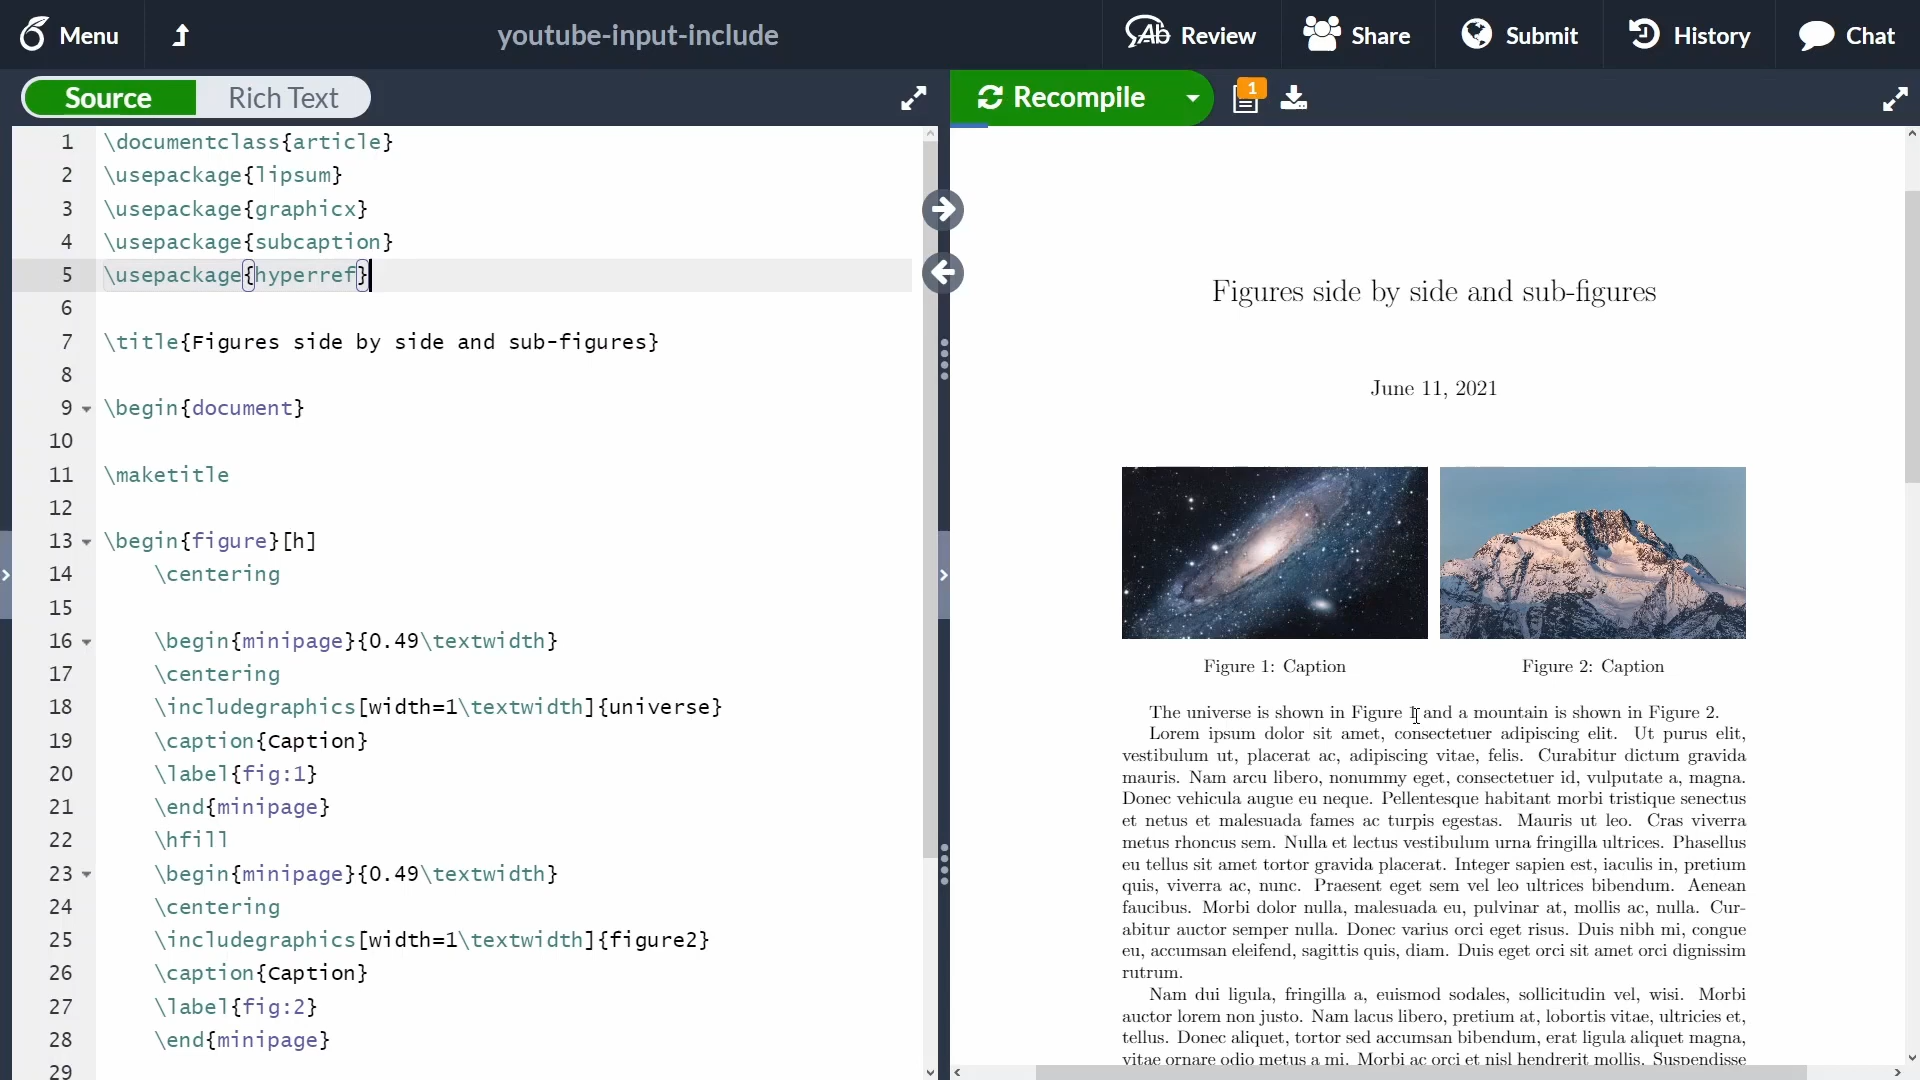 Menu
youtube-input-include
Review
Share
Submit
History
Chat
Source
Rich Text
Recompile
1
1 \documentclass{article}
2 \usepackage{lipsum}
3 \usepackage{graphicx}
4 \usepackage{subcaption}
5 \usepackage{hyperref}
6
7 \title{Figures side by side and sub-figures}
8
9 \begin{document}
10
11 \maketitle
12
13 \begin{figure}[h]
14 \centering
15
16 \begin{minipage}{0.49\textwidth}
17 \centering
18 \includegraphics[width=1\textwidth]{universe}
19 \caption{Caption}
20 \label{fig:1}
21 \end{minipage}
22 \hfill
23 \begin{minipage}{0.49\textwidth}
24 \centering
25 \includegraphics[width=1\textwidth]{figure2}
26 \caption{Caption}
27 \label{fig:2}
28 \end{minipage}
29
Figures side by side and sub-figures
June 11, 2021
Figure 1: Caption
Figure 2: Caption
The universe is shown in Figure 1 and a mountain is shown in Figure 2.
Lorem ipsum dolor sit amet, consectetuer adipiscing elit. Ut purus elit,
vestibulum ut, placerat ac, adipiscing vitae, felis. Curabitur dictum gravida
mauris. Nam arcu libero, nonummy eget, consectetuer id, vulputate a, magna.
Donec vehicula augue eu neque. Pellentesque habitant morbi tristique senectus
et netus et malesuada fames ac turpis egestas. Mauris ut leo. Cras viverra
metus rhoncus sem. Nulla et lectus vestibulum urna fringilla ultrices. Phasellus
eu tellus sit amet tortor gravida placerat. Integer sapien est, iaculis in, pretium
quis, viverra ac, nunc. Praesent eget sem vel leo ultrices bibendum. Aenean
faucibus. Morbi dolor nulla, malesuada eu, pulvinar at, mollis ac, nulla. Cur-
abitur auctor semper nulla. Donec varius orci eget risus. Duis nibh mi, congue
eu, accumsan eleifend, sagittis quis, diam. Duis eget orci sit amet orci dignissim
rutrum.
Nam dui ligula, fringilla a, euismod sodales, sollicitudin vel, wisi. Morbi
auctor lorem non justo. Nam lacus libero, pretium at, lobortis vitae, ultricies et,
tellus. Donec aliquet, tortor sed accumsan bibendum, erat ligula aliquet magna,
vitae ornare odio metus a mi. Morbi ac orci et nisl hendrerit mollis. Suspendisse